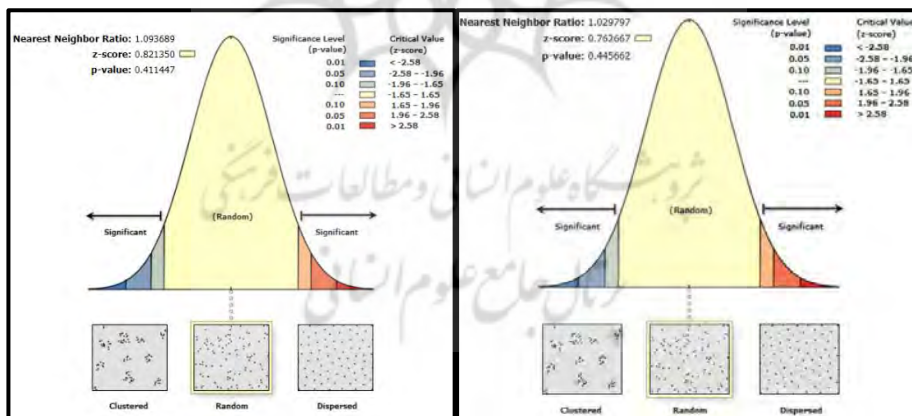 Nearest Neighbor Ratio: 1.093689
z-score: 0.821350
p-value: 0.411447
Significance Level (p-value)
Critical Value (z-score)
0.01 < -2.58
0.05 -2.58 - -1.96
0.10 -1.96 - -1.65
--- -1.65 - 1.65
0.10 1.65 - 1.96
0.05 1.96 - 2.58
0.01 > 2.58
(Random)
Significant
Significant
Clustered
Random
Dispersed
Nearest Neighbor Ratio: 1.029797
z-score: 0.762667
p-value: 0.445662
Significance Level (p-value)
Critical Value (z-score)
0.01 < -2.58
0.05 -2.58 - -1.96
0.10 -1.96 - -1.65
--- -1.65 - 1.65
0.10 1.65 - 1.96
0.05 1.96 - 2.58
0.01 > 2.58
(Random)
Significant
Significant
Clustered
Random
Dispersed
پژوهشگاه علوم انسانی و مطالعات فرهنگی
پرتال جامع علوم انسانی